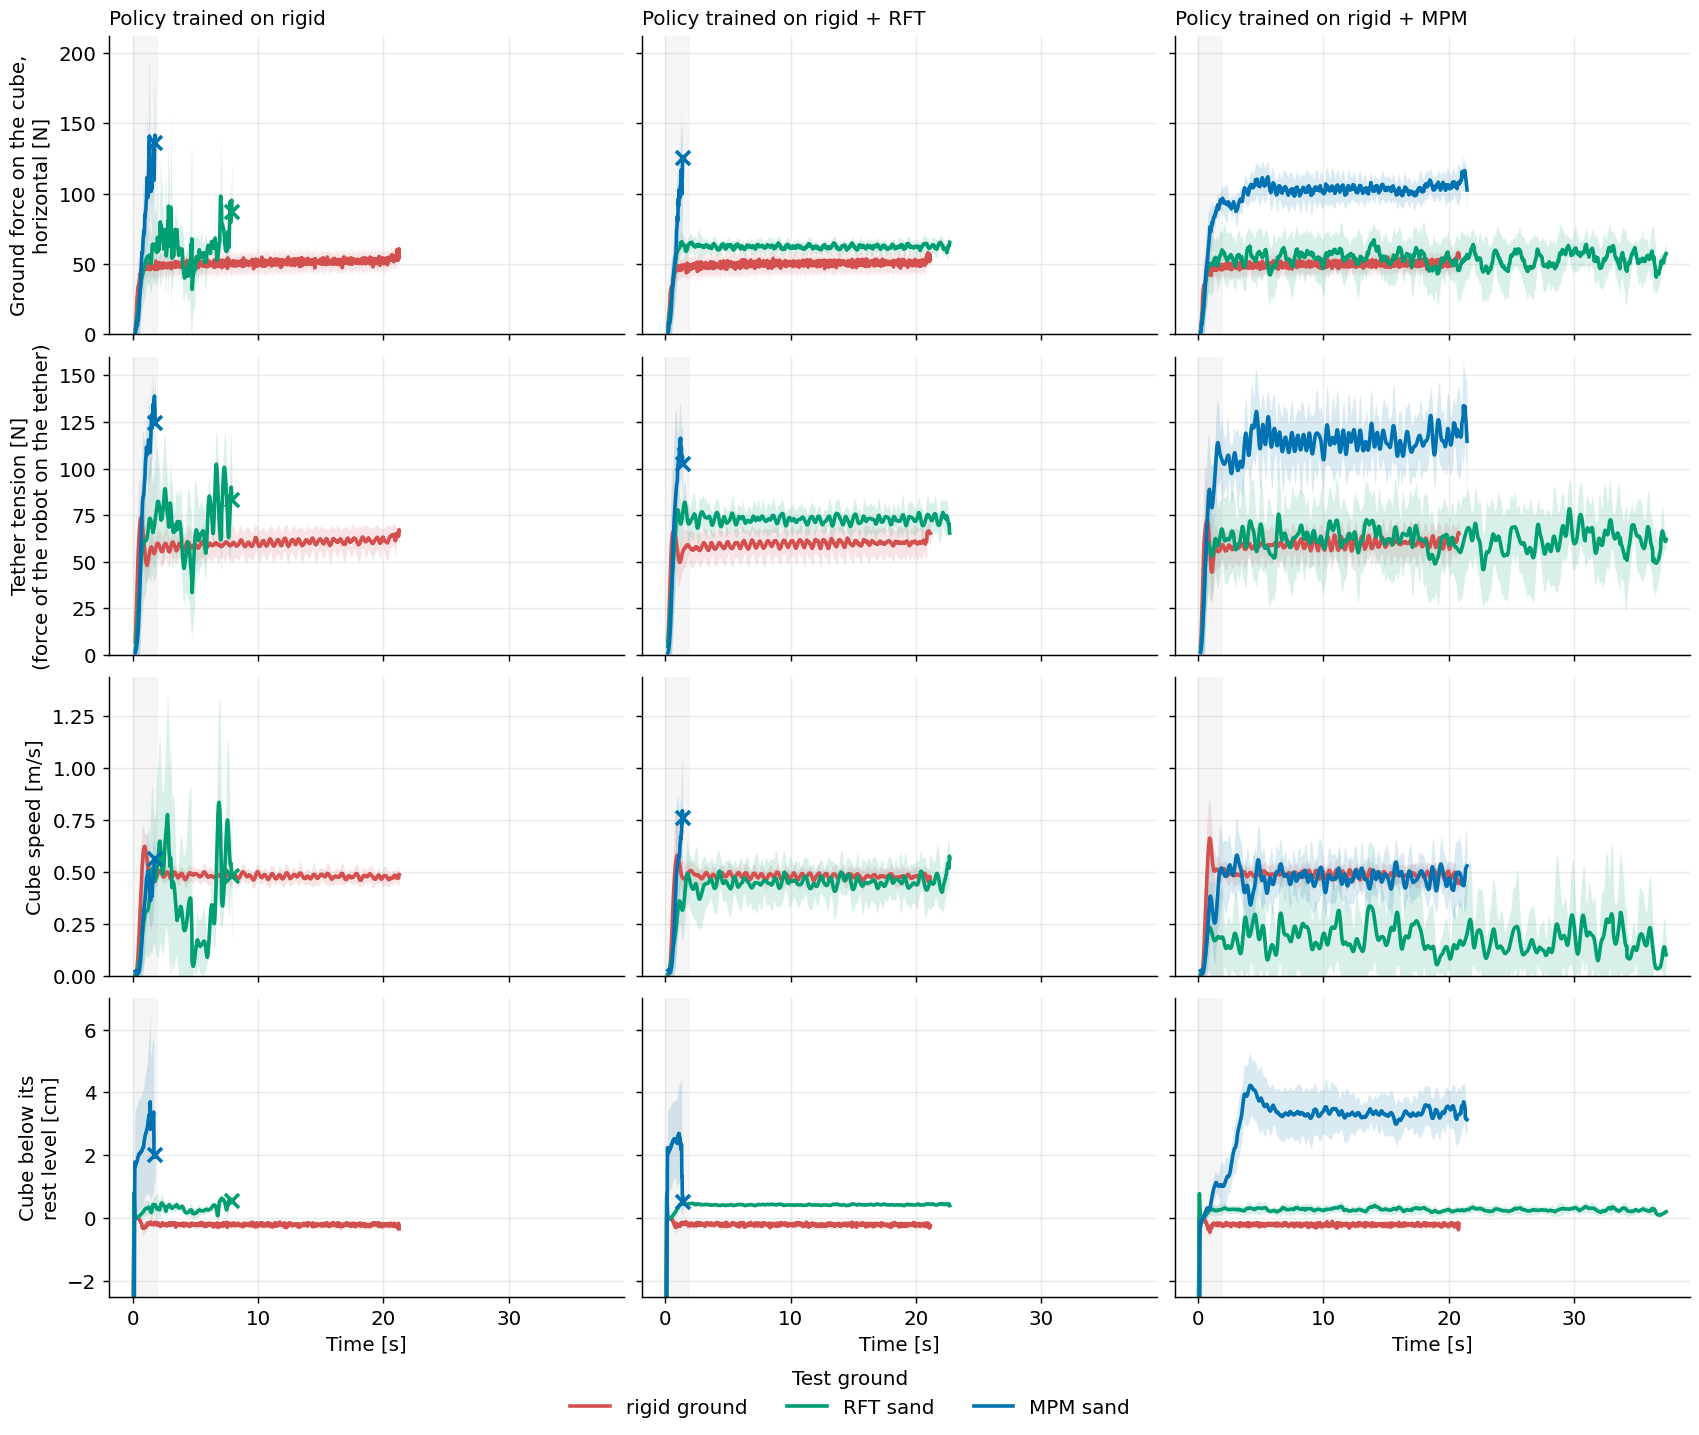 Policy trained on rigid
Policy trained on rigid + RFT
Policy trained on rigid + MPM
Ground force on the cube,
horizontal [N]
200
150
100
50
0
Tether tension [N]
(force of the robot on the tether)
150
125
100
75
50
25
0
Cube speed [m/s]
1.25
1.00
0.75
0.50
0.25
0.00
Cube below its
rest level [cm]
6
4
2
0
−2
0 10 20 30
0 10 20 30
0 10 20 30
Time [s]
Time [s]
Time [s]
Test ground
rigid ground
RFT sand
MPM sand